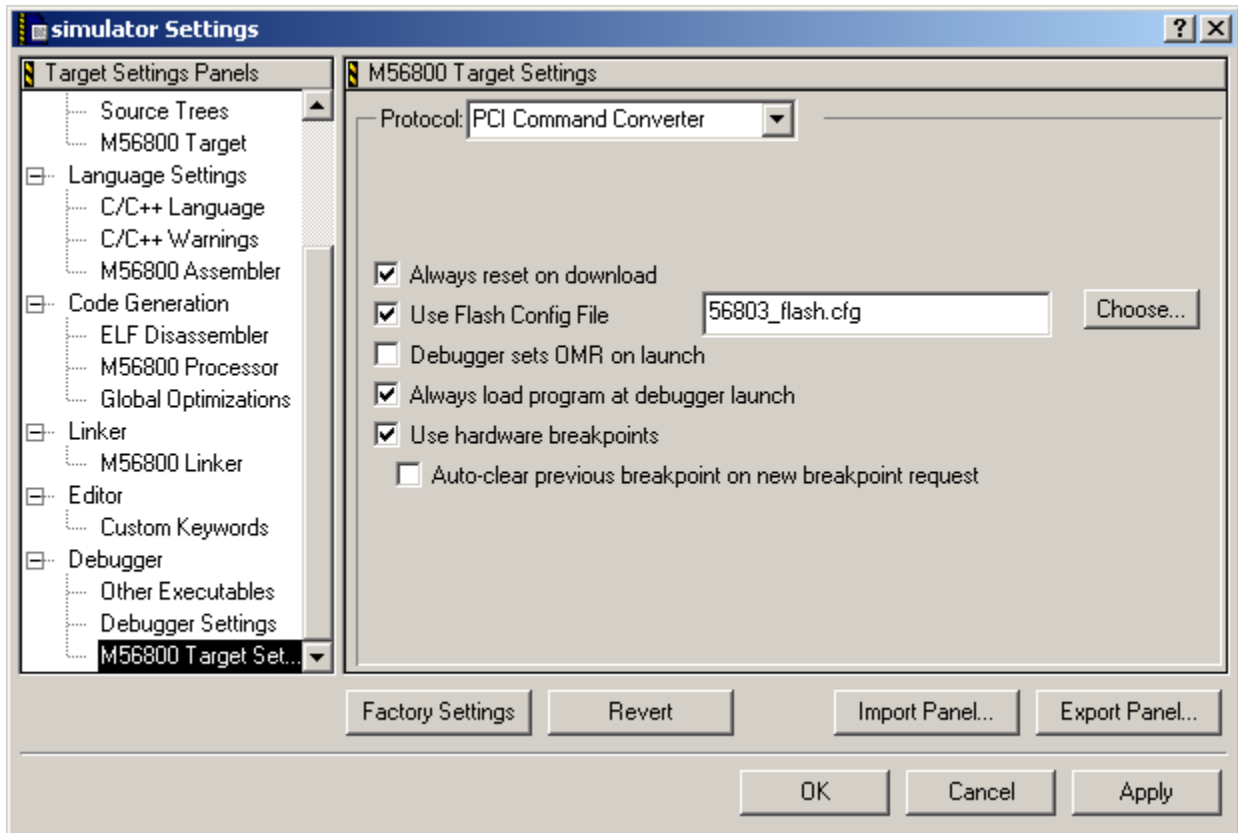 simulator Settings
Target Settings Panels
Source Trees
M56800 Target
Language Settings
C/C++ Language
C/C++ Warnings
M56800 Assembler
Code Generation
ELF Disassembler
M56800 Processor
Global Optimizations
Linker
M56800 Linker
Editor
Custom Keywords
Debugger
Other Executables
Debugger Settings
M56800 Target Set...
M56800 Target Settings
Protocol: PCI Command Converter
Always reset on download
Use Flash Config File 56803_flash.cfg Choose...
Debugger sets OMR on launch
Always load program at debugger launch
Use hardware breakpoints
Auto-clear previous breakpoint on new breakpoint request
Factory Settings Revert Import Panel... Export Panel...
OK Cancel Apply